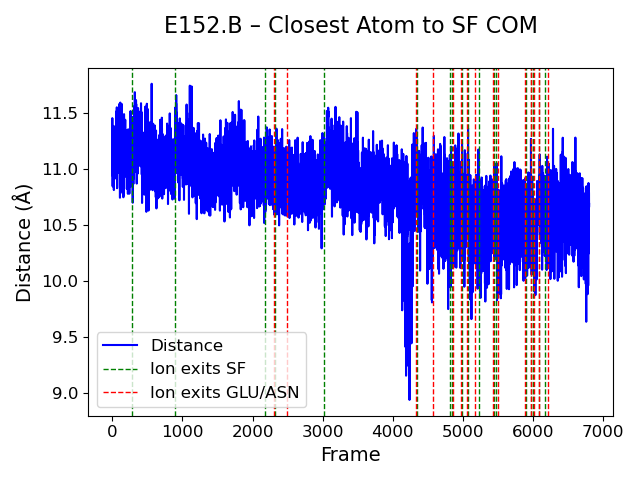 E152.B – Closest Atom to SF COM
Distance (Å)
11.5
11.0
10.5
10.0
9.5
9.0
Distance
Ion exits SF
Ion exits GLU/ASN
0 1000 2000 3000 4000 5000 6000 7000
Frame